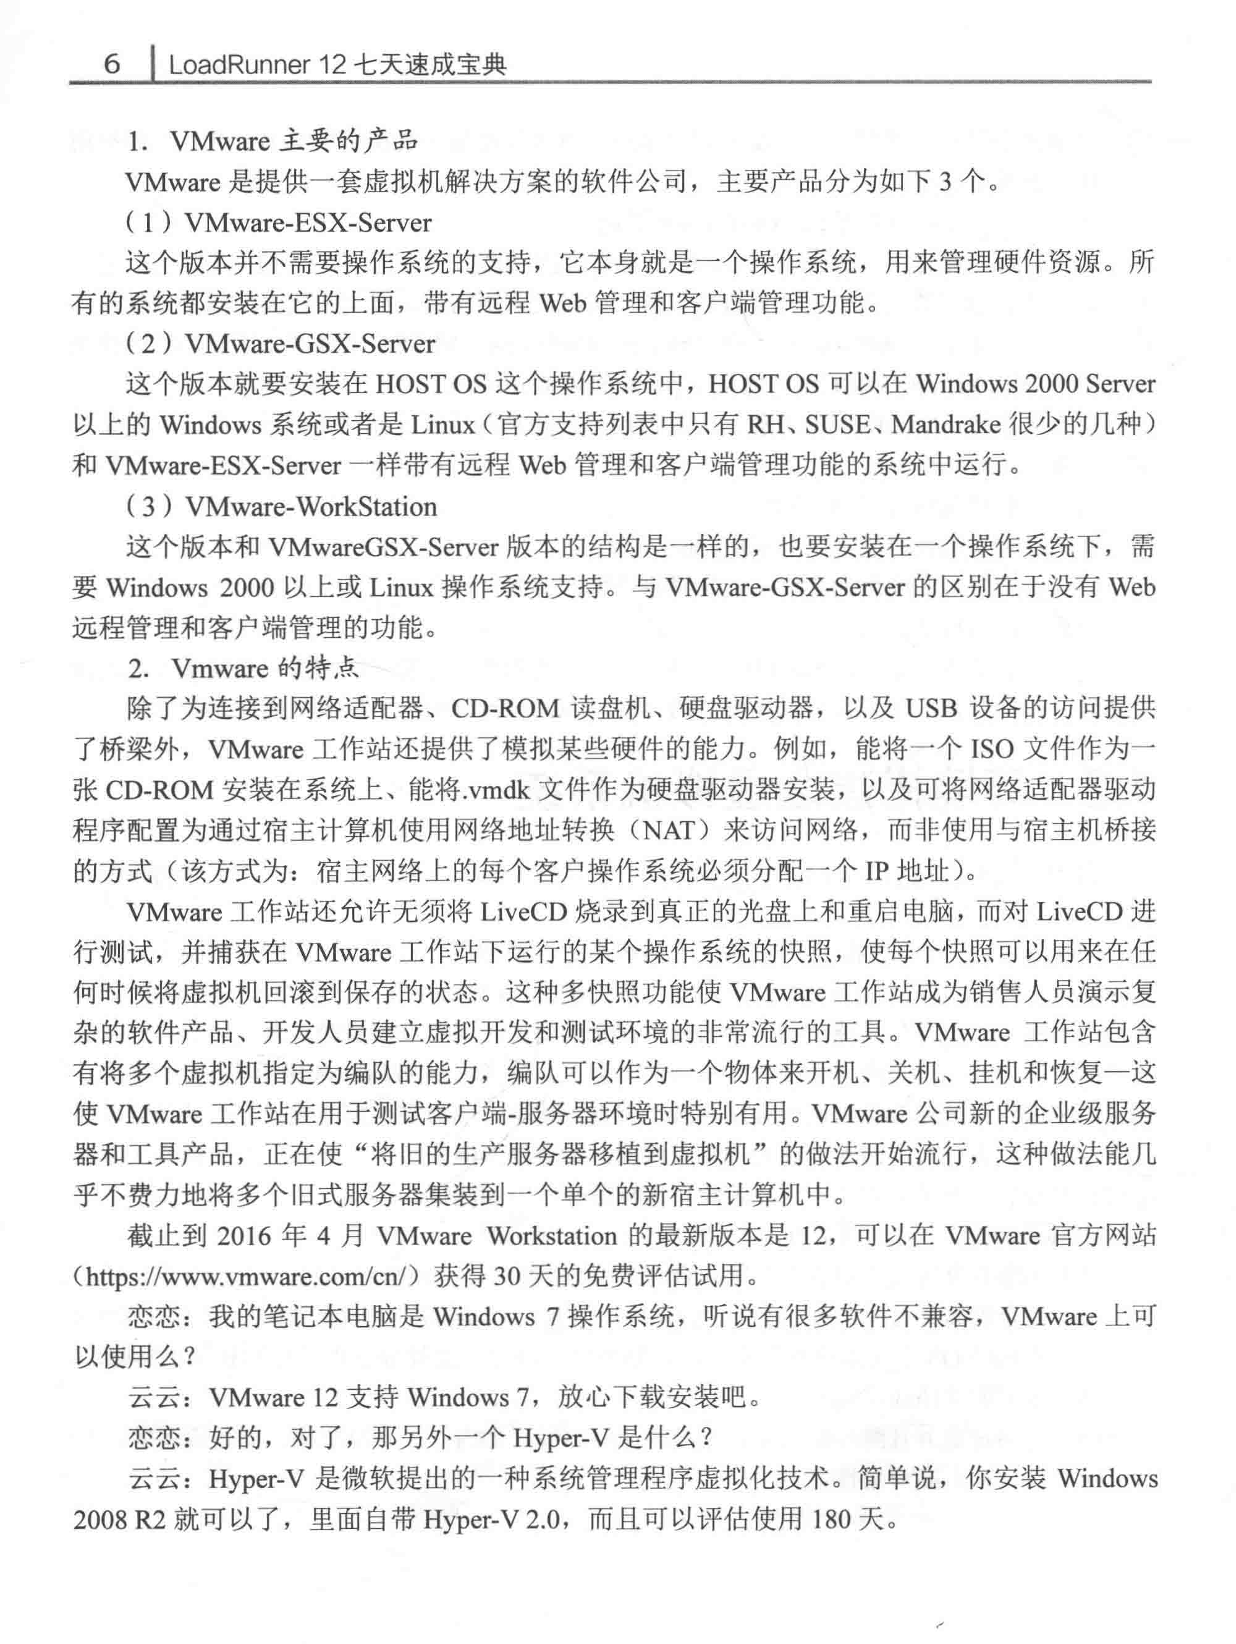 6 LoadRunner 12 七天速成宝典
1. VMware 主要的产品
VMware 是提供一套虚拟机解决方案的软件公司，主要产品分为如下 3 个。
（1）VMware-ESX-Server
这个版本并不需要操作系统的支持，它本身就是一个操作系统，用来管理硬件资源。所
有的系统都安装在它的上面，带有远程 Web 管理和客户端管理功能。
（2）VMware-GSX-Server
这个版本就要安装在 HOST OS 这个操作系统中，HOST OS 可以在 Windows 2000 Server
以上的 Windows 系统或者是 Linux（官方支持列表中只有 RH、SUSE、Mandrake 很少的几种）
和 VMware-ESX-Server 一样带有远程 Web 管理和客户端管理功能的系统中运行。
（3）VMware-WorkStation
这个版本和 VMwareGSX-Server 版本的结构是一样的，也要安装在一个操作系统下，需
要 Windows 2000 以上或 Linux 操作系统支持。与 VMware-GSX-Server 的区别在于没有 Web
远程管理和客户端管理的功能。
2. Vmware 的特点
除了为连接到网络适配器、CD-ROM 读盘机、硬盘驱动器，以及 USB 设备的访问提供
了桥梁外，VMware 工作站还提供了模拟某些硬件的能力。例如，能将一个 ISO 文件作为一
张 CD-ROM 安装在系统上、能将.vmdk 文件作为硬盘驱动器安装，以及可将网络适配器驱动
程序配置为通过宿主计算机使用网络地址转换（NAT）来访问网络，而非使用与宿主机桥接
的方式（该方式为：宿主网络上的每个客户操作系统必须分配一个 IP 地址）。
VMware 工作站还允许无须将 LiveCD 烧录到真正的光盘上和重启电脑，而对 LiveCD 进
行测试，并捕获在 VMware 工作站下运行的某个操作系统的快照，使每个快照可以用来在任
何时候将虚拟机回滚到保存的状态。这种多快照功能使 VMware 工作站成为销售人员演示复
杂的软件产品、开发人员建立虚拟开发和测试环境的非常流行的工具。VMware 工作站包含
有将多个虚拟机指定为编队的能力，编队可以作为一个物体来开机、关机、挂机和恢复—这
使 VMware 工作站在用于测试客户端-服务器环境时特别有用。VMware 公司新的企业级服务
器和工具产品，正在使“将旧的生产服务器移植到虚拟机”的做法开始流行，这种做法能几
乎不费力地将多个旧式服务器集装到一个单个的新宿主计算机中。
截止到 2016 年 4 月 VMware Workstation 的最新版本是 12，可以在 VMware 官方网站
（https://www.vmware.com/cn/）获得 30 天的免费评估试用。
恋恋：我的笔记本电脑是 Windows 7 操作系统，听说有很多软件不兼容，VMware 上可
以使用么？
云云：VMware 12 支持 Windows 7，放心下载安装吧。
恋恋：好的，对了，那另外一个 Hyper-V 是什么？
云云：Hyper-V 是微软提出的一种系统管理程序虚拟化技术。简单说，你安装 Windows
2008 R2 就可以了，里面自带 Hyper-V 2.0，而且可以评估使用 180 天。